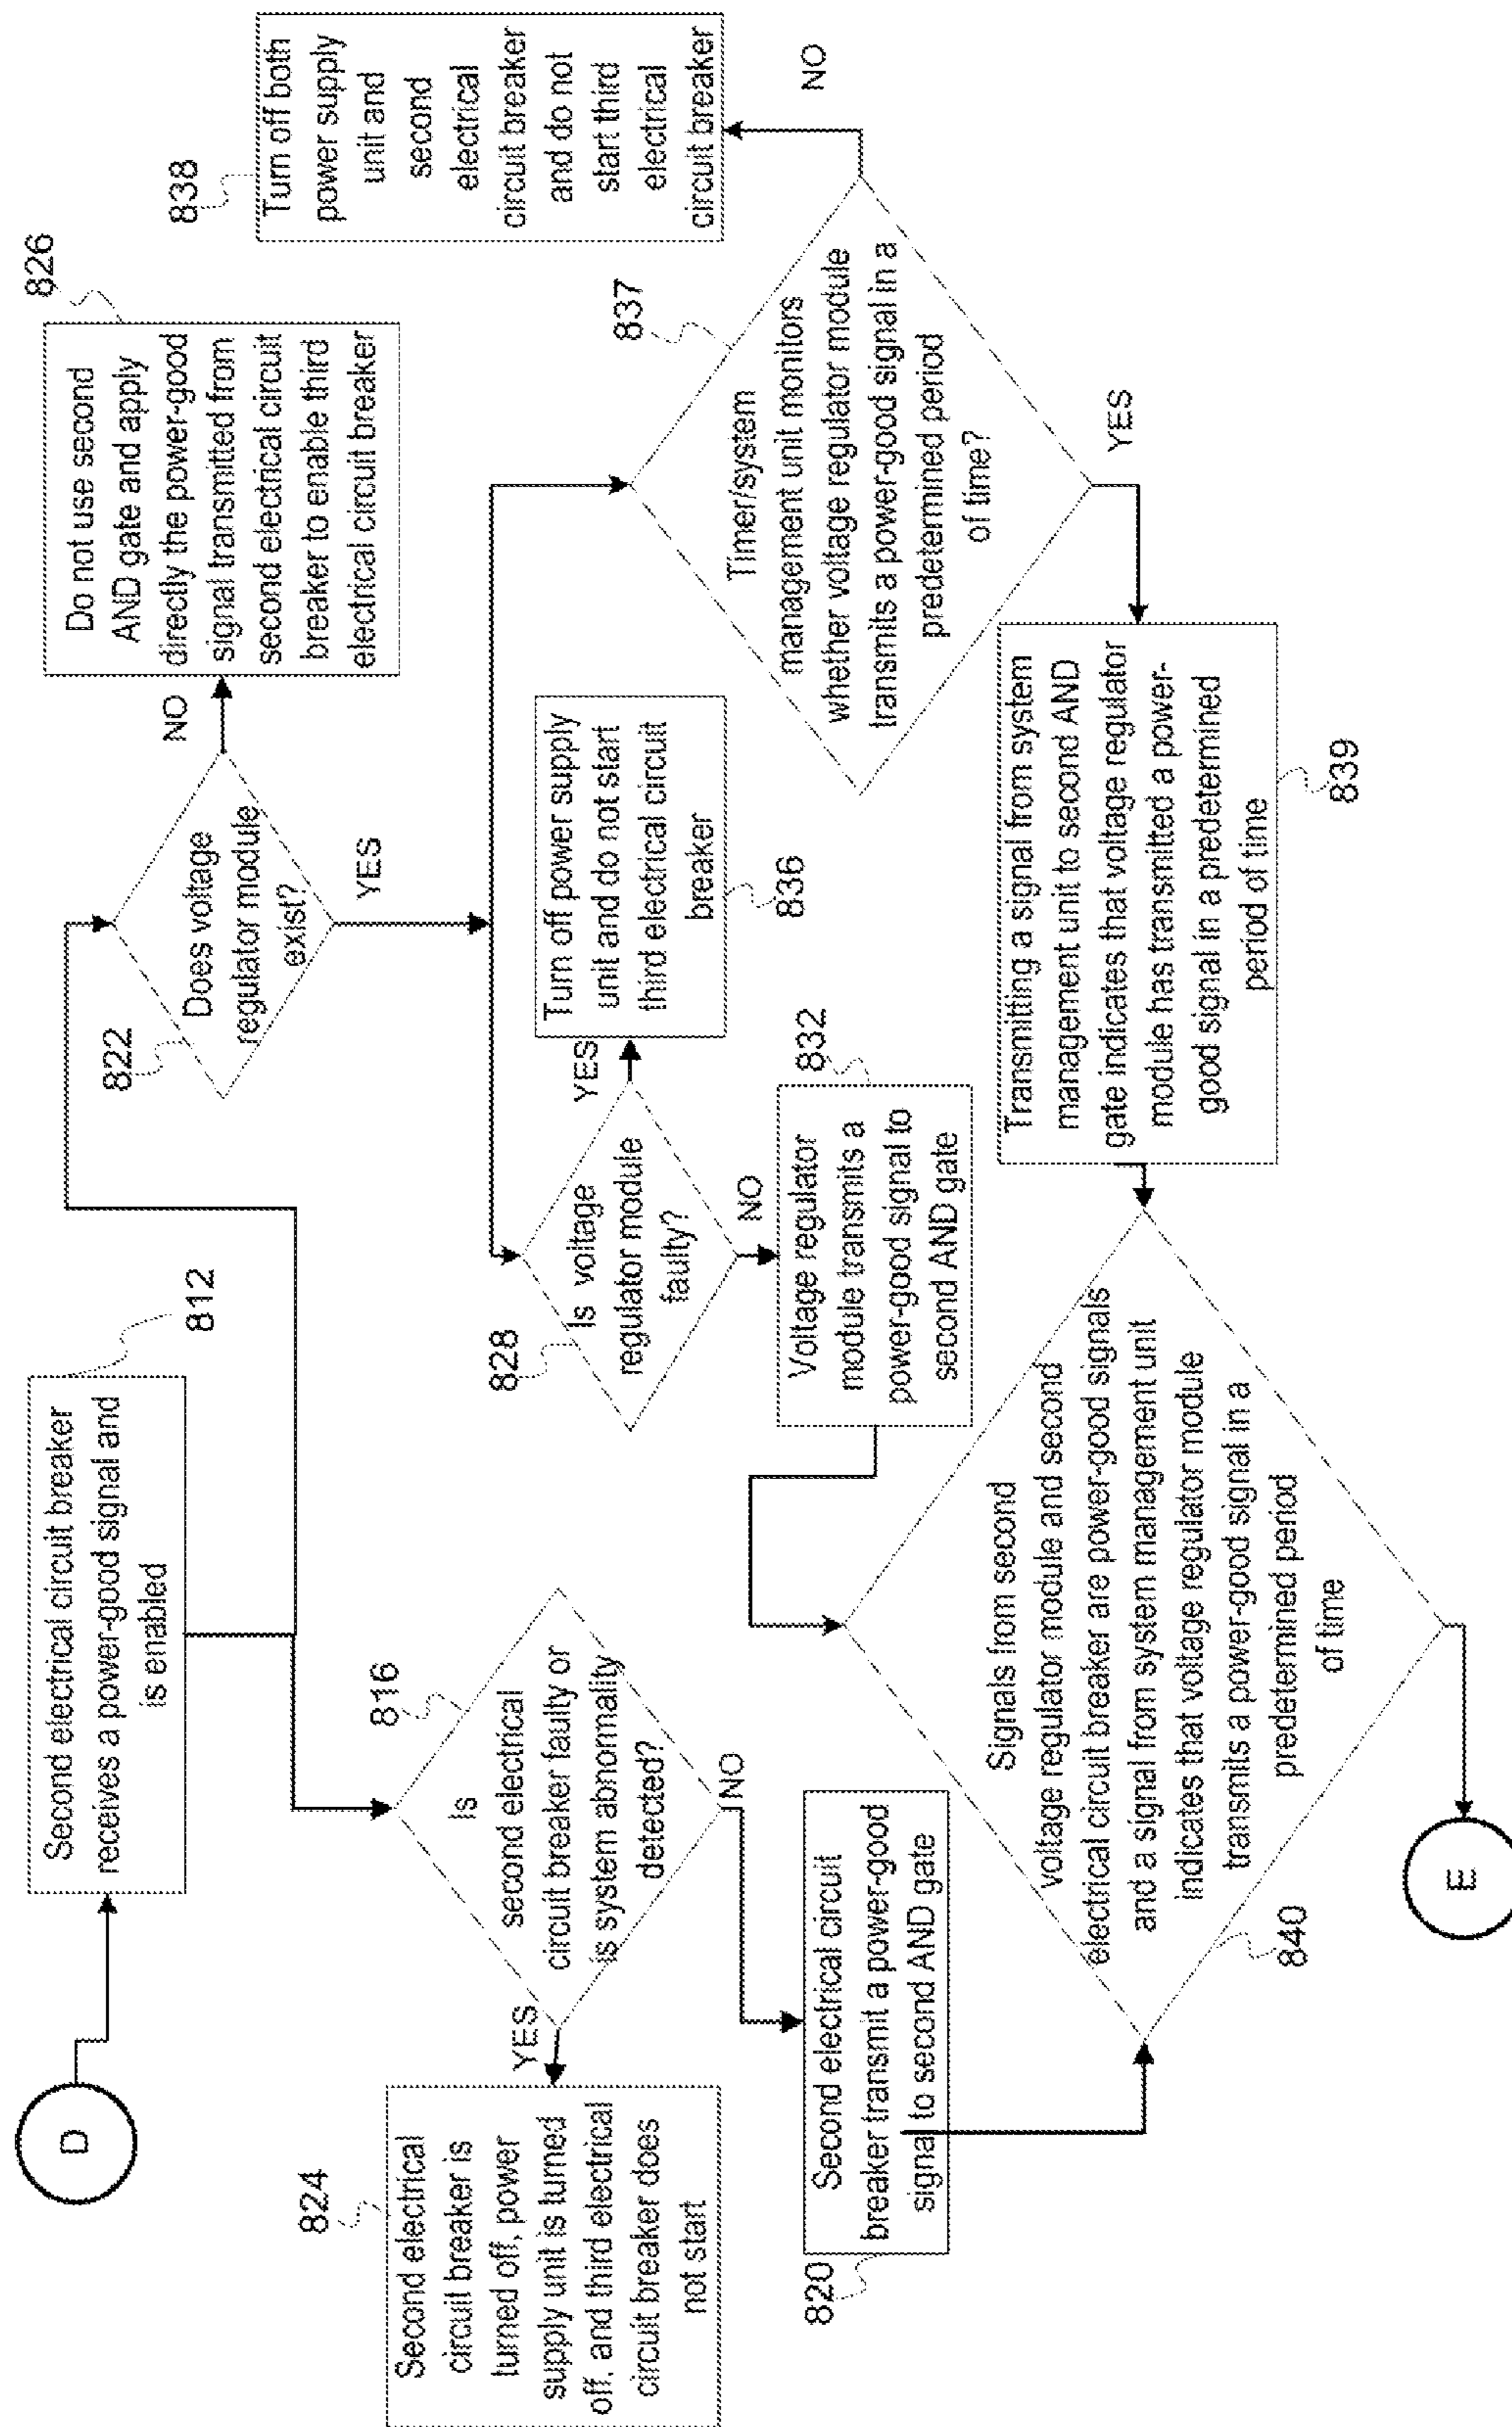 D
812
Second electrical circuit breaker
receives a power-good signal and
is enabled
816
Is
second electrical
circuit breaker faulty or
is system abnormality
detected?
YES
NO
824
Second electrical
circuit breaker is
turned off, power
supply unit is turned
off, and third electrical
circuit breaker does
not start
820
Second electrical circuit
breaker transmit a power-good
signal to second AND gate
822
Does voltage
regulator module
exist?
NO
YES
826
Do not use second
AND gate and apply
directly the power-good
signal transmitted from
second electrical circuit
breaker to enable third
electrical circuit breaker
828
Is voltage
regulator module
faulty?
YES
NO
836
Turn off power supply
unit and do not start
third electrical circuit
breaker
832
Voltage regulator
module transmits a
power-good signal to
second AND gate
837
Timer/system
management unit monitors
whether voltage regulator module
transmits a power-good signal in a
predetermined period
of time?
NO
YES
838
Turn off both
power supply
unit and
second
electrical
circuit breaker
and do not
start third
electrical
circuit breaker
839
Transmitting a signal from system
management unit to second AND
gate indicates that voltage regulator
module has transmitted a power-
good signal in a predetermined
period of time
840
Signals from second
voltage regulator module and second
electrical circuit breaker are power-good signals
and a signal from system management unit
indicates that voltage regulator module
transmits a power-good signal in a
predetermined period
of time
E